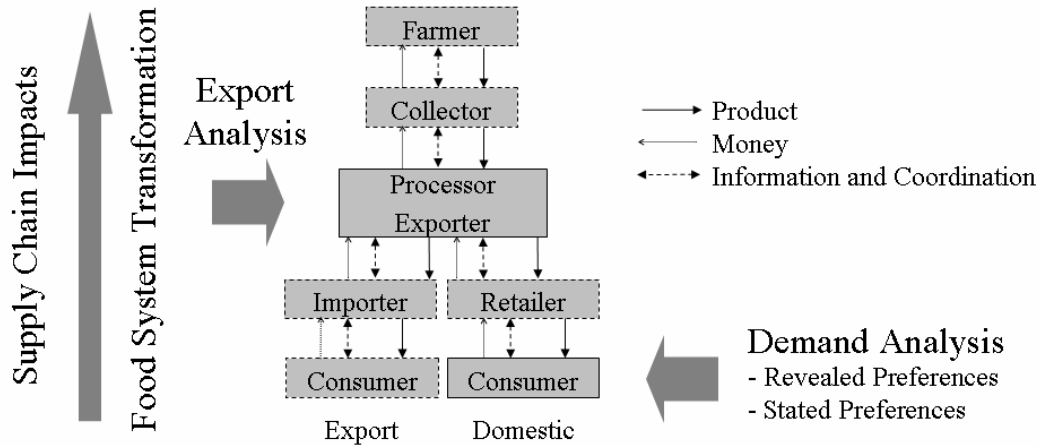 Supply Chain Impacts
Food System Transformation
Export
Analysis
Farmer
Collector
Processor
Exporter
Importer
Retailer
Consumer
Consumer
Export
Domestic
Product
Money
Information and Coordination
Demand Analysis
- Revealed Preferences
- Stated Preferences